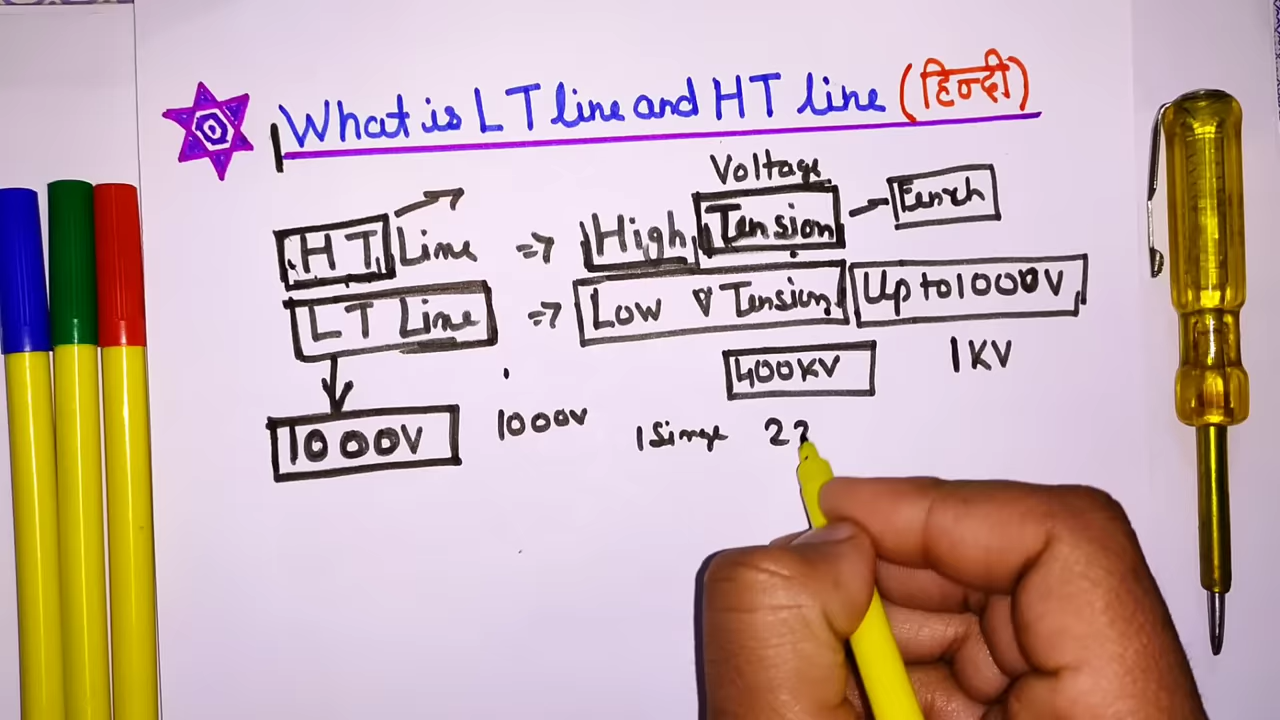 What is LT line and HT line (हिन्दी)
Voltage
HT Line => High Tension
LT Line => Low Tension Up to 1000V
400KV 1KV
1000V 1000V